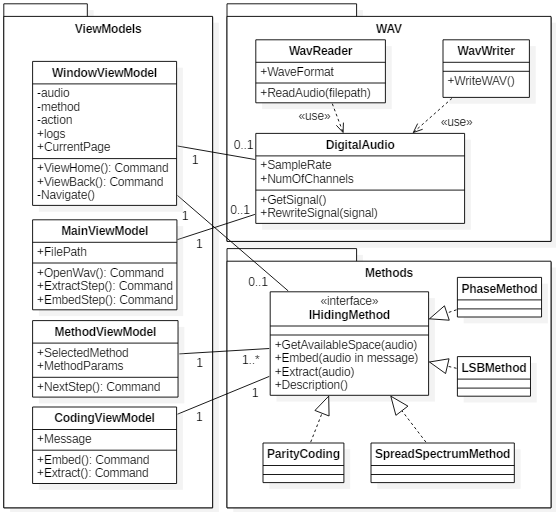 ViewModels
WindowViewModel
-audio
-method
-action
+logs
+CurrentPage
+ViewHome(): Command
+ViewBack(): Command
-Navigate()
MainViewModel
+FilePath
+OpenWav(): Command
+ExtractStep(): Command
+EmbedStep(): Command
MethodViewModel
+SelectedMethod
+MethodParams
+NextStep(): Command
CodingViewModel
+Message
+Embed(): Command
+Extract(): Command
1
0..1
1
0..1
1
0..1
1
1..*
1
1
WAV
WavReader
+WaveFormat
+ReadAudio(filepath)
WavWriter
+WriteWAV()
«use»
«use»
DigitalAudio
+SampleRate
+NumOfChannels
+GetSignal()
+RewriteSignal(signal)
Methods
«interface»
IHidingMethod
+GetAvailableSpace(audio)
+Embed(audio in message)
+Extract(audio)
+Description()
PhaseMethod
LSBMethod
ParityCoding
SpreadSpectrumMethod